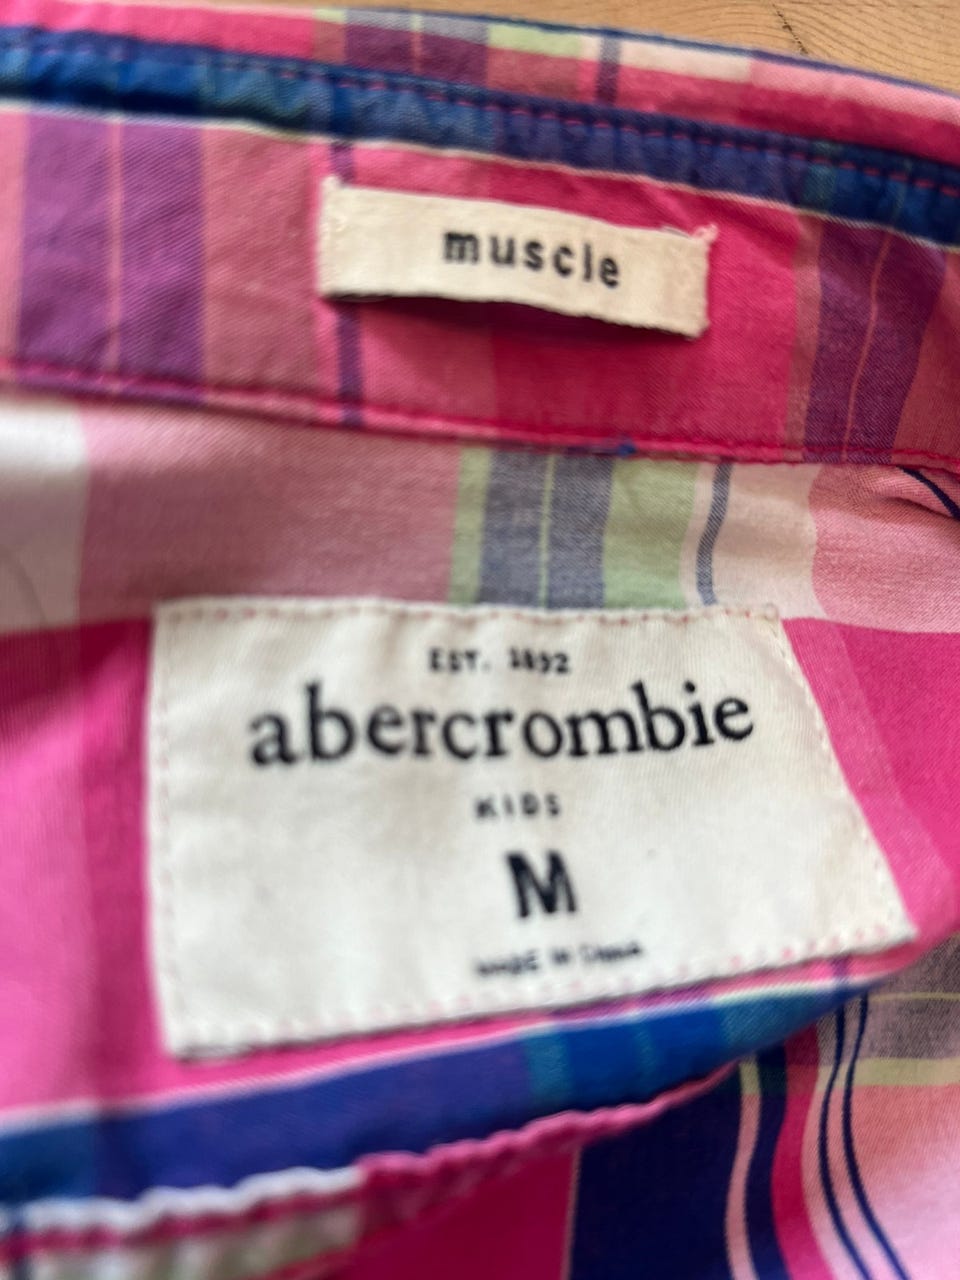 muscle
EST. 1892
abercrombie
KIDS
M
MADE IN CHINA